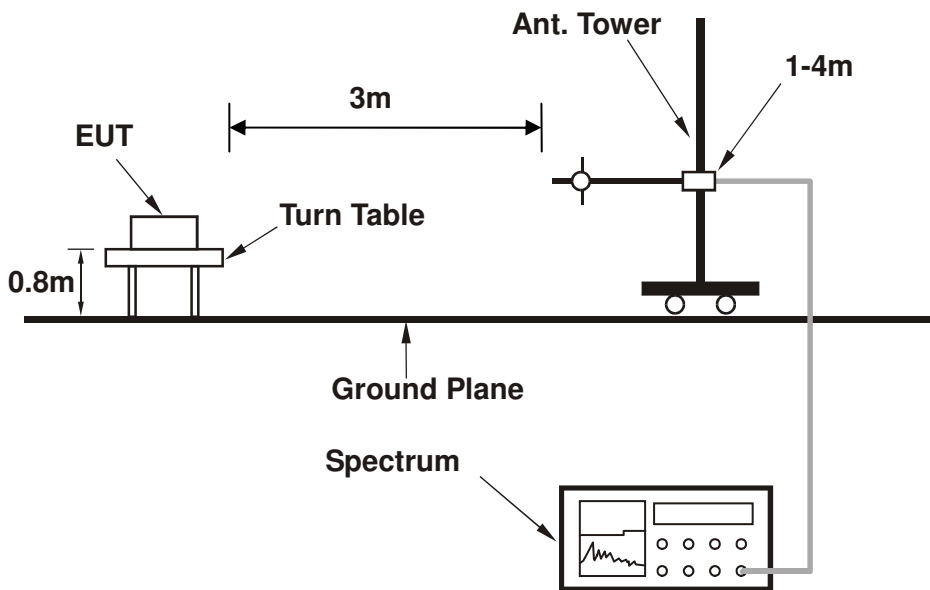 Ant. Tower
1-4m
3m
EUT
Turn Table
0.8m
Ground Plane
Spectrum